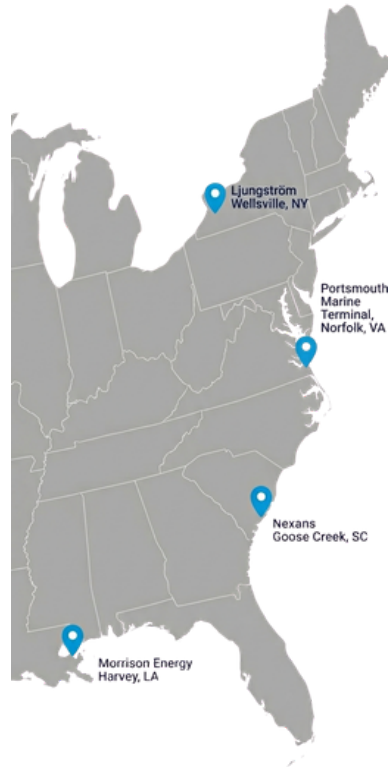 Ljungström
Wellsville, NY
Portsmouth
Marine
Terminal,
Norfolk, VA
Nexans
Goose Creek, SC
Morrison Energy
Harvey, LA